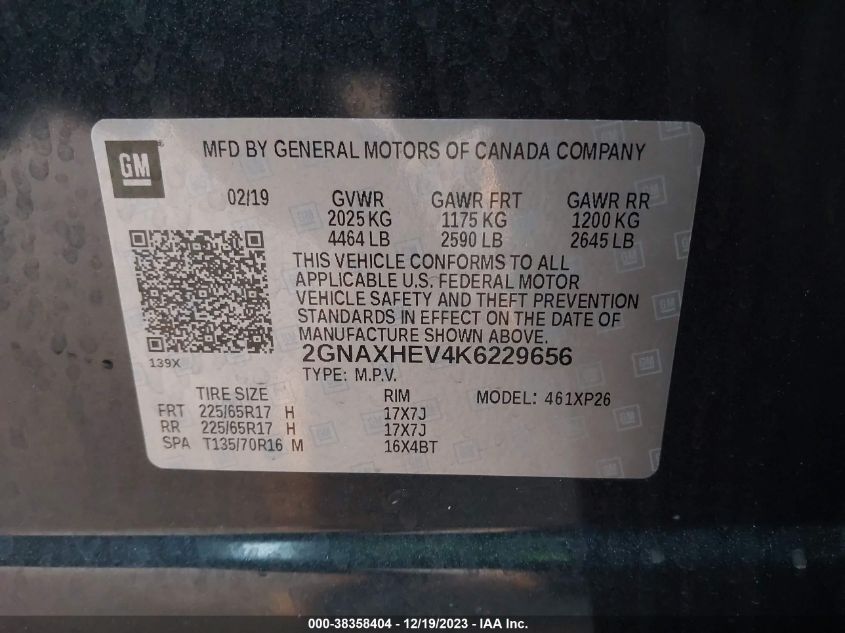 GM
MFD BY GENERAL MOTORS OF CANADA COMPANY
02/19 GVWR GAWR FRT GAWR RR
2025 KG 1175 KG 1200 KG
4464 LB 2590 LB 2645 LB
THIS VEHICLE CONFORMS TO ALL
APPLICABLE U.S. FEDERAL MOTOR
VEHICLE SAFETY AND THEFT PREVENTION
STANDARDS IN EFFECT ON THE DATE OF
MANUFACTURE SHOWN ABOVE.
139X 2GNAXHEV4K6229656
TYPE: M.P.V.
TIRE SIZE RIM MODEL: 461XP26
FRT 225/65R17 H 17X7J
RR 225/65R17 H 17X7J
SPA T135/70R16 M 16X4BT
000-38358404 - 12/19/2023 - IAA Inc.